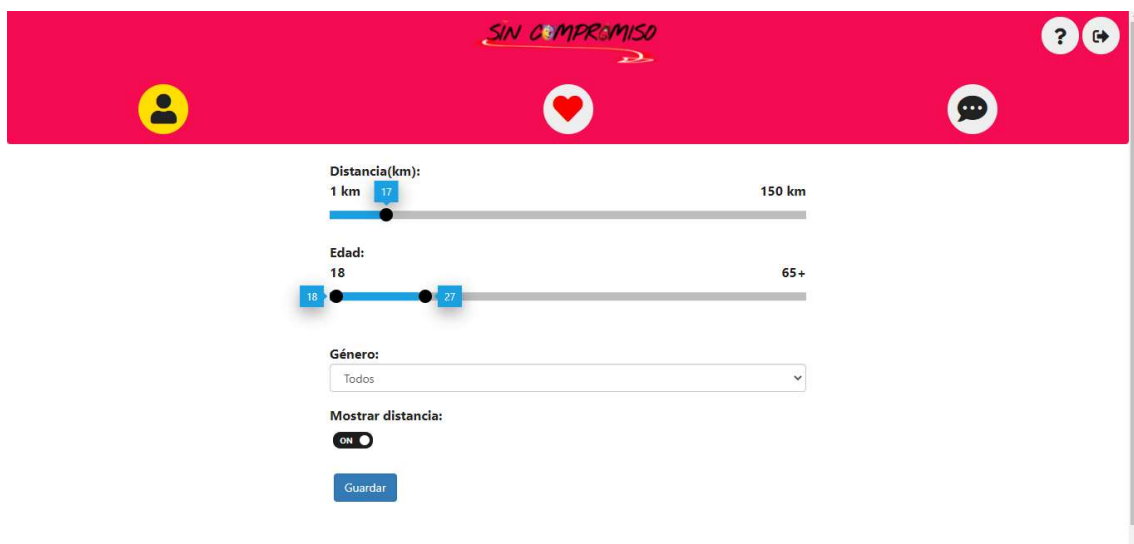 SIN COMPROMISO
?
Distancia(km):
1 km 17 150 km
Edad:
18 65+
18 27
Género:
Todos
Mostrar distancia:
ON
Guardar